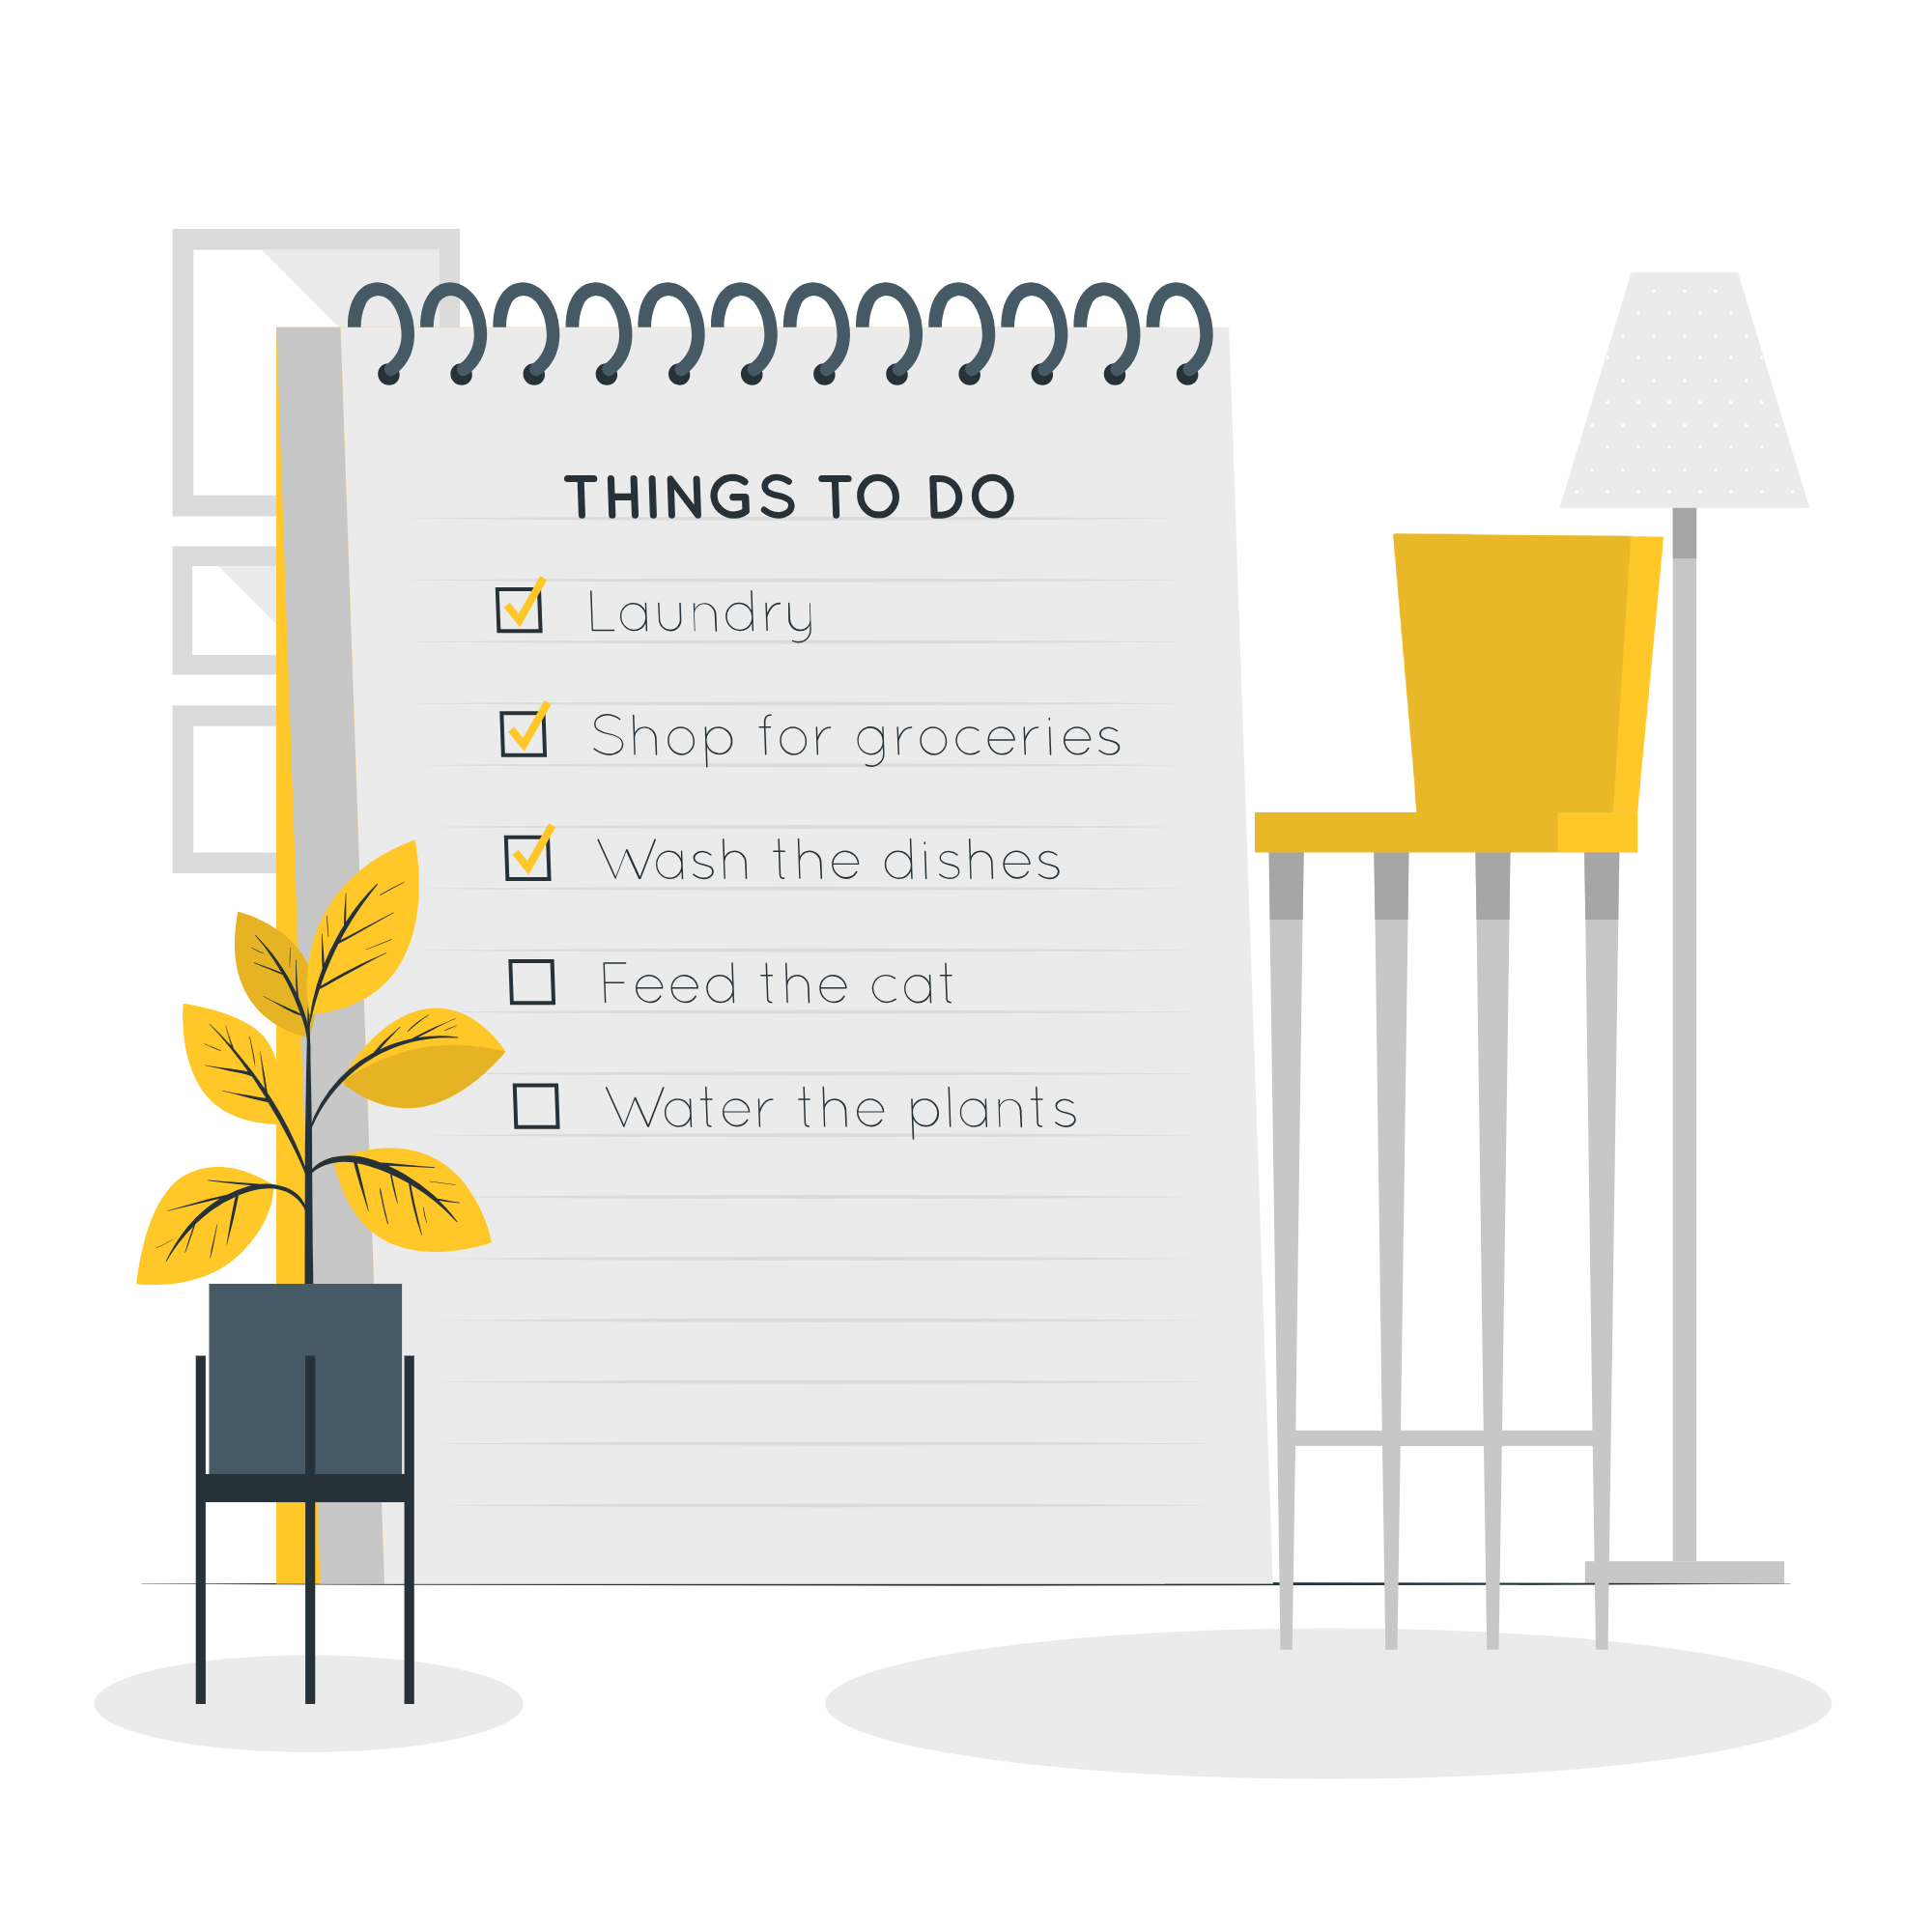 THINGS TO DO
Laundry
Shop for groceries
Wash the dishes
Feed the cat
Water the plants